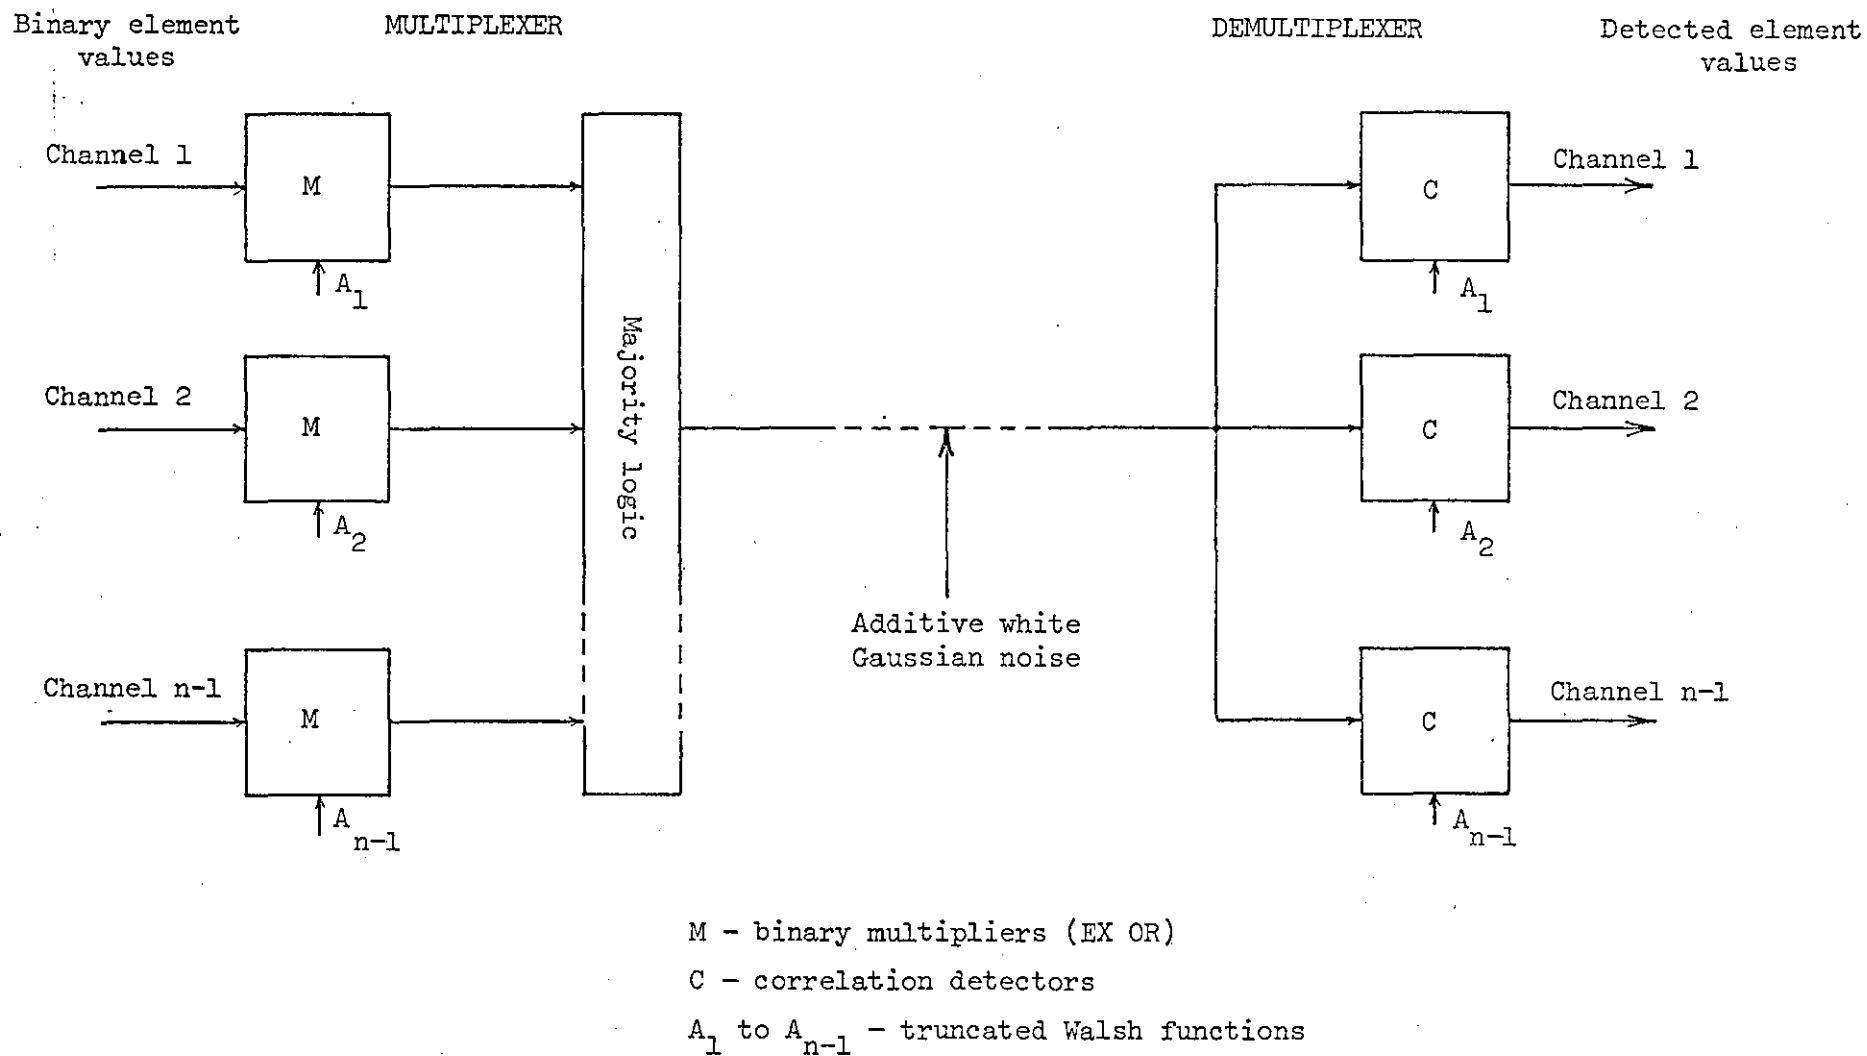 Binary element values
MULTIPLEXER
DEMULTIPLEXER
Detected element values
Channel 1
M
A1
Channel 2
M
A2
Channel n-1
M
An-1
Majority logic
Additive white
Gaussian noise
C
A1
Channel 1
C
A2
Channel 2
C
An-1
Channel n-1
M - binary multipliers (EX OR)
C - correlation detectors
A1 to An-1 - truncated Walsh functions